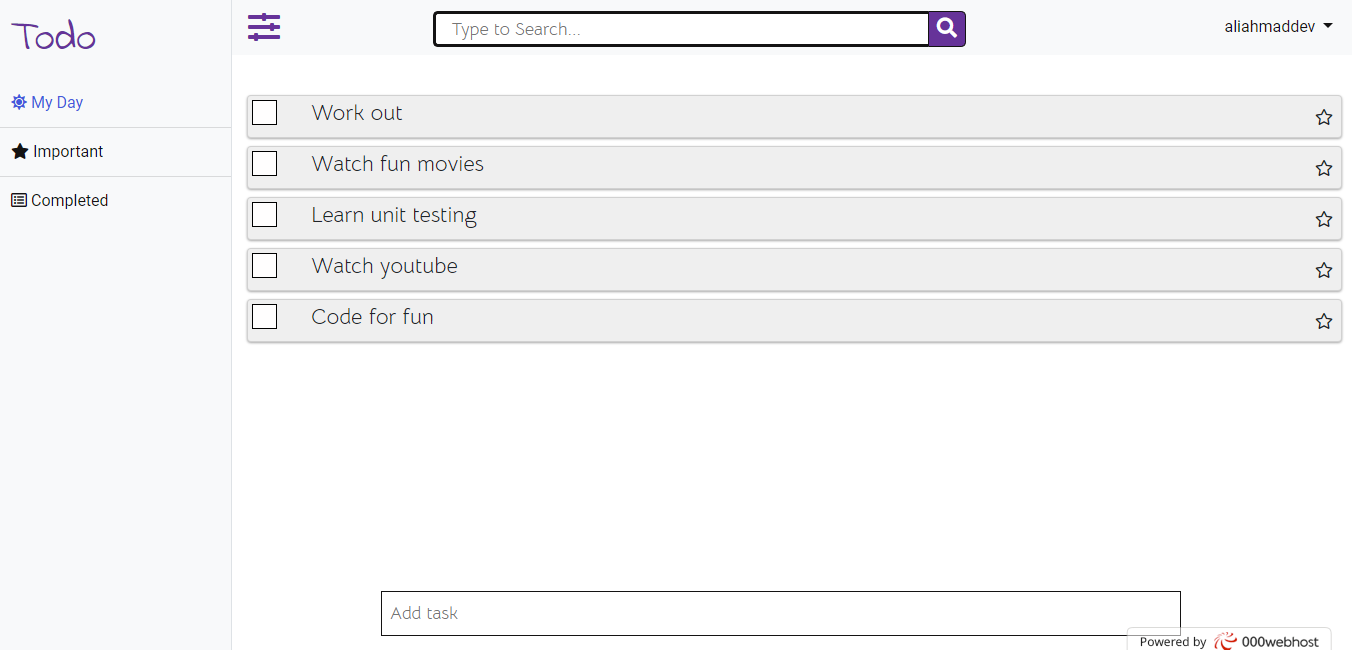 Todo
Type to Search...
aliahmaddev
My Day
Important
Completed
Work out
Watch fun movies
Learn unit testing
Watch youtube
Code for fun
Add task
Powered by 000webhost